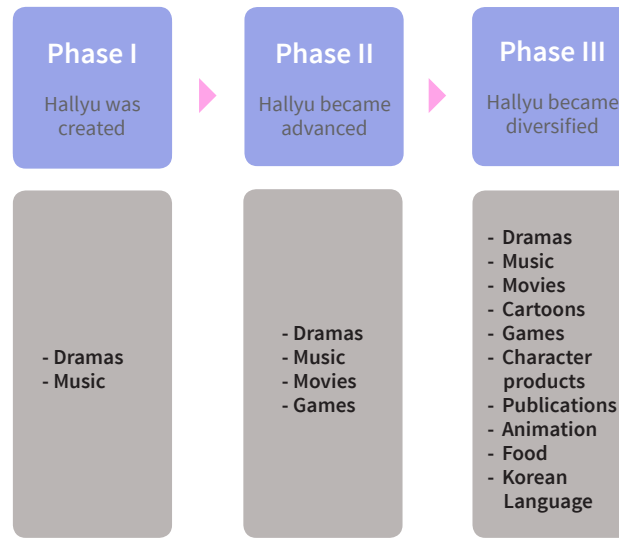 Phase I
Hallyu was
created
Phase II
Hallyu became
advanced
Phase III
Hallyu became
diversified
- Dramas
- Music
- Dramas
- Music
- Movies
- Games
- Dramas
- Music
- Movies
- Cartoons
- Games
- Character
products
- Publications
- Animation
- Food
- Korean
Language